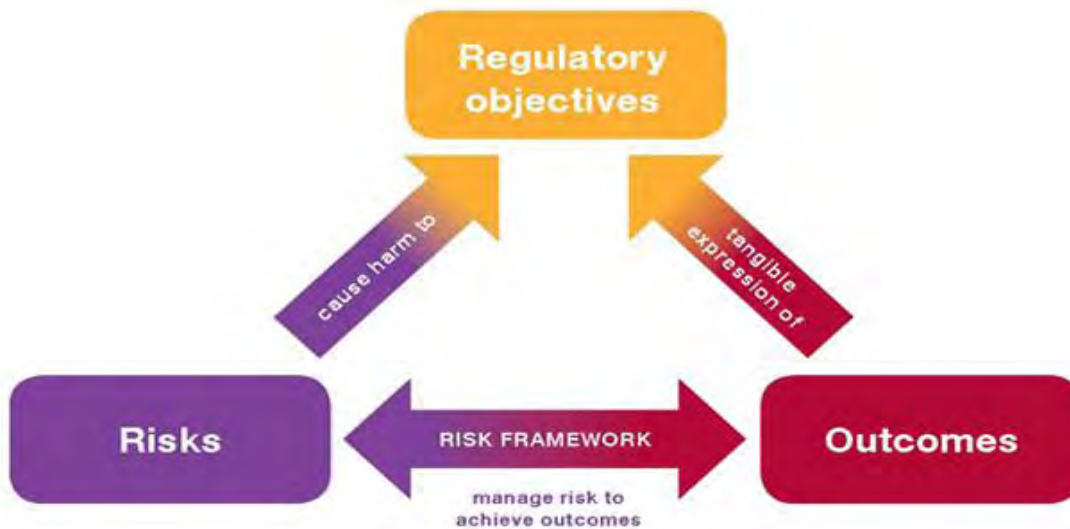 Regulatory
objectives
cause harm to
tangible
expression of
Risks
RISK FRAMEWORK
Outcomes
manage risk to
achieve outcomes